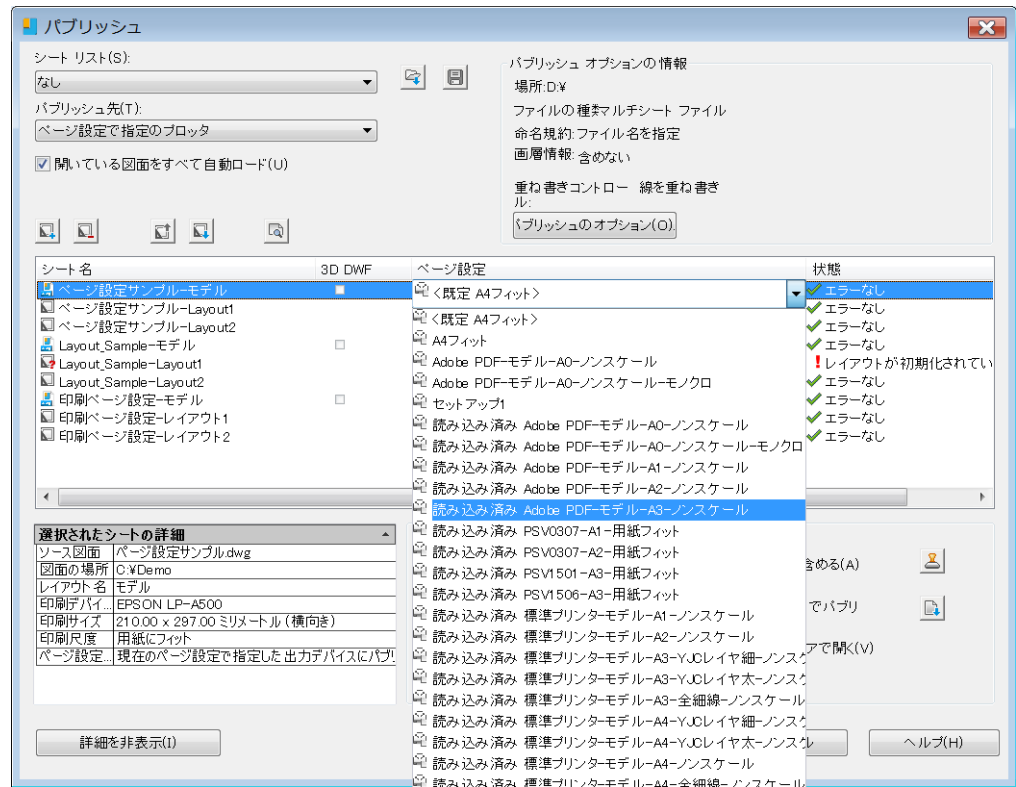 パブリッシュ
シート リスト(S):
なし
パブリッシュ先(T):
ページ設定で指定のプロッタ
開いている図面をすべて自動ロード(U)
パブリッシュ オプションの情報
場所:D:¥
ファイルの種類マルチシート ファイル
命名規約:ファイル名を指定
画層情報: 含めない
重ね書きコントロー 線を重ね書き
ル:
パブリッシュのオプション(O)
シート名 3D DWF ページ設定 状態
ページ設定サンプル-モデル エラーなし
ページ設定サンプル-Layout1 エラーなし
ページ設定サンプル-Layout2 エラーなし
Layout_Sample-モデル エラーなし
Layout_Sample-Layout1 レイアウトが初期化されてい
Layout_Sample-Layout2 エラーなし
印刷ページ設定-モデル エラーなし
印刷ページ設定-レイアウト1 エラーなし
印刷ページ設定-レイアウト2 エラーなし
<既定 A4フィット>
<既定 A4フィット>
A4フィット
Adobe PDF-モデル-A0-ノンスケール
Adobe PDF-モデル-A0-ノンスケール-モノクロ
セットアップ1
読み込み済み Adobe PDF-モデル-A0-ノンスケール
読み込み済み Adobe PDF-モデル-A0-ノンスケール-モノクロ
読み込み済み Adobe PDF-モデル-A1-ノンスケール
読み込み済み Adobe PDF-モデル-A2-ノンスケール
読み込み済み Adobe PDF-モデル-A3-ノンスケール
読み込み済み PSV0307-A1-用紙フィット
読み込み済み PSV0307-A2-用紙フィット
読み込み済み PSV1501-A3-用紙フィット
読み込み済み PSV1506-A3-用紙フィット
読み込み済み 標準プリンター-モデル-A1-ノンスケール
読み込み済み 標準プリンター-モデル-A2-ノンスケール
読み込み済み 標準プリンター-モデル-A3-YJCレイヤ細-ノンスケ
読み込み済み 標準プリンター-モデル-A3-YJCレイヤ太-ノンスケ
読み込み済み 標準プリンター-モデル-A3-全細線-ノンスケール
読み込み済み 標準プリンター-モデル-A4-YJCレイヤ細-ノンスケ
読み込み済み 標準プリンター-モデル-A4-YJCレイヤ太-ノンスケ
読み込み済み 標準プリンター-モデル-A4-ノンスケール
読み込み済み 標準プリンター-モデル-A4-全細線-ノンスケール
選択されたシートの詳細
ソース図面 ページ設定サンプル.dwg
図面の場所 C:¥Demo
レイアウト名 モデル
印刷デバイ... EPSON LP-A500
印刷サイズ 210.00 x 297.00 ミリメートル (横向き)
印刷尺度 用紙にフィット
ページ設定... 現在のページ設定で指定した出力デバイスにパブ
含める(A)
でパブリ
アで開く(V)
詳細を非表示(I)
ル
ヘルプ(H)